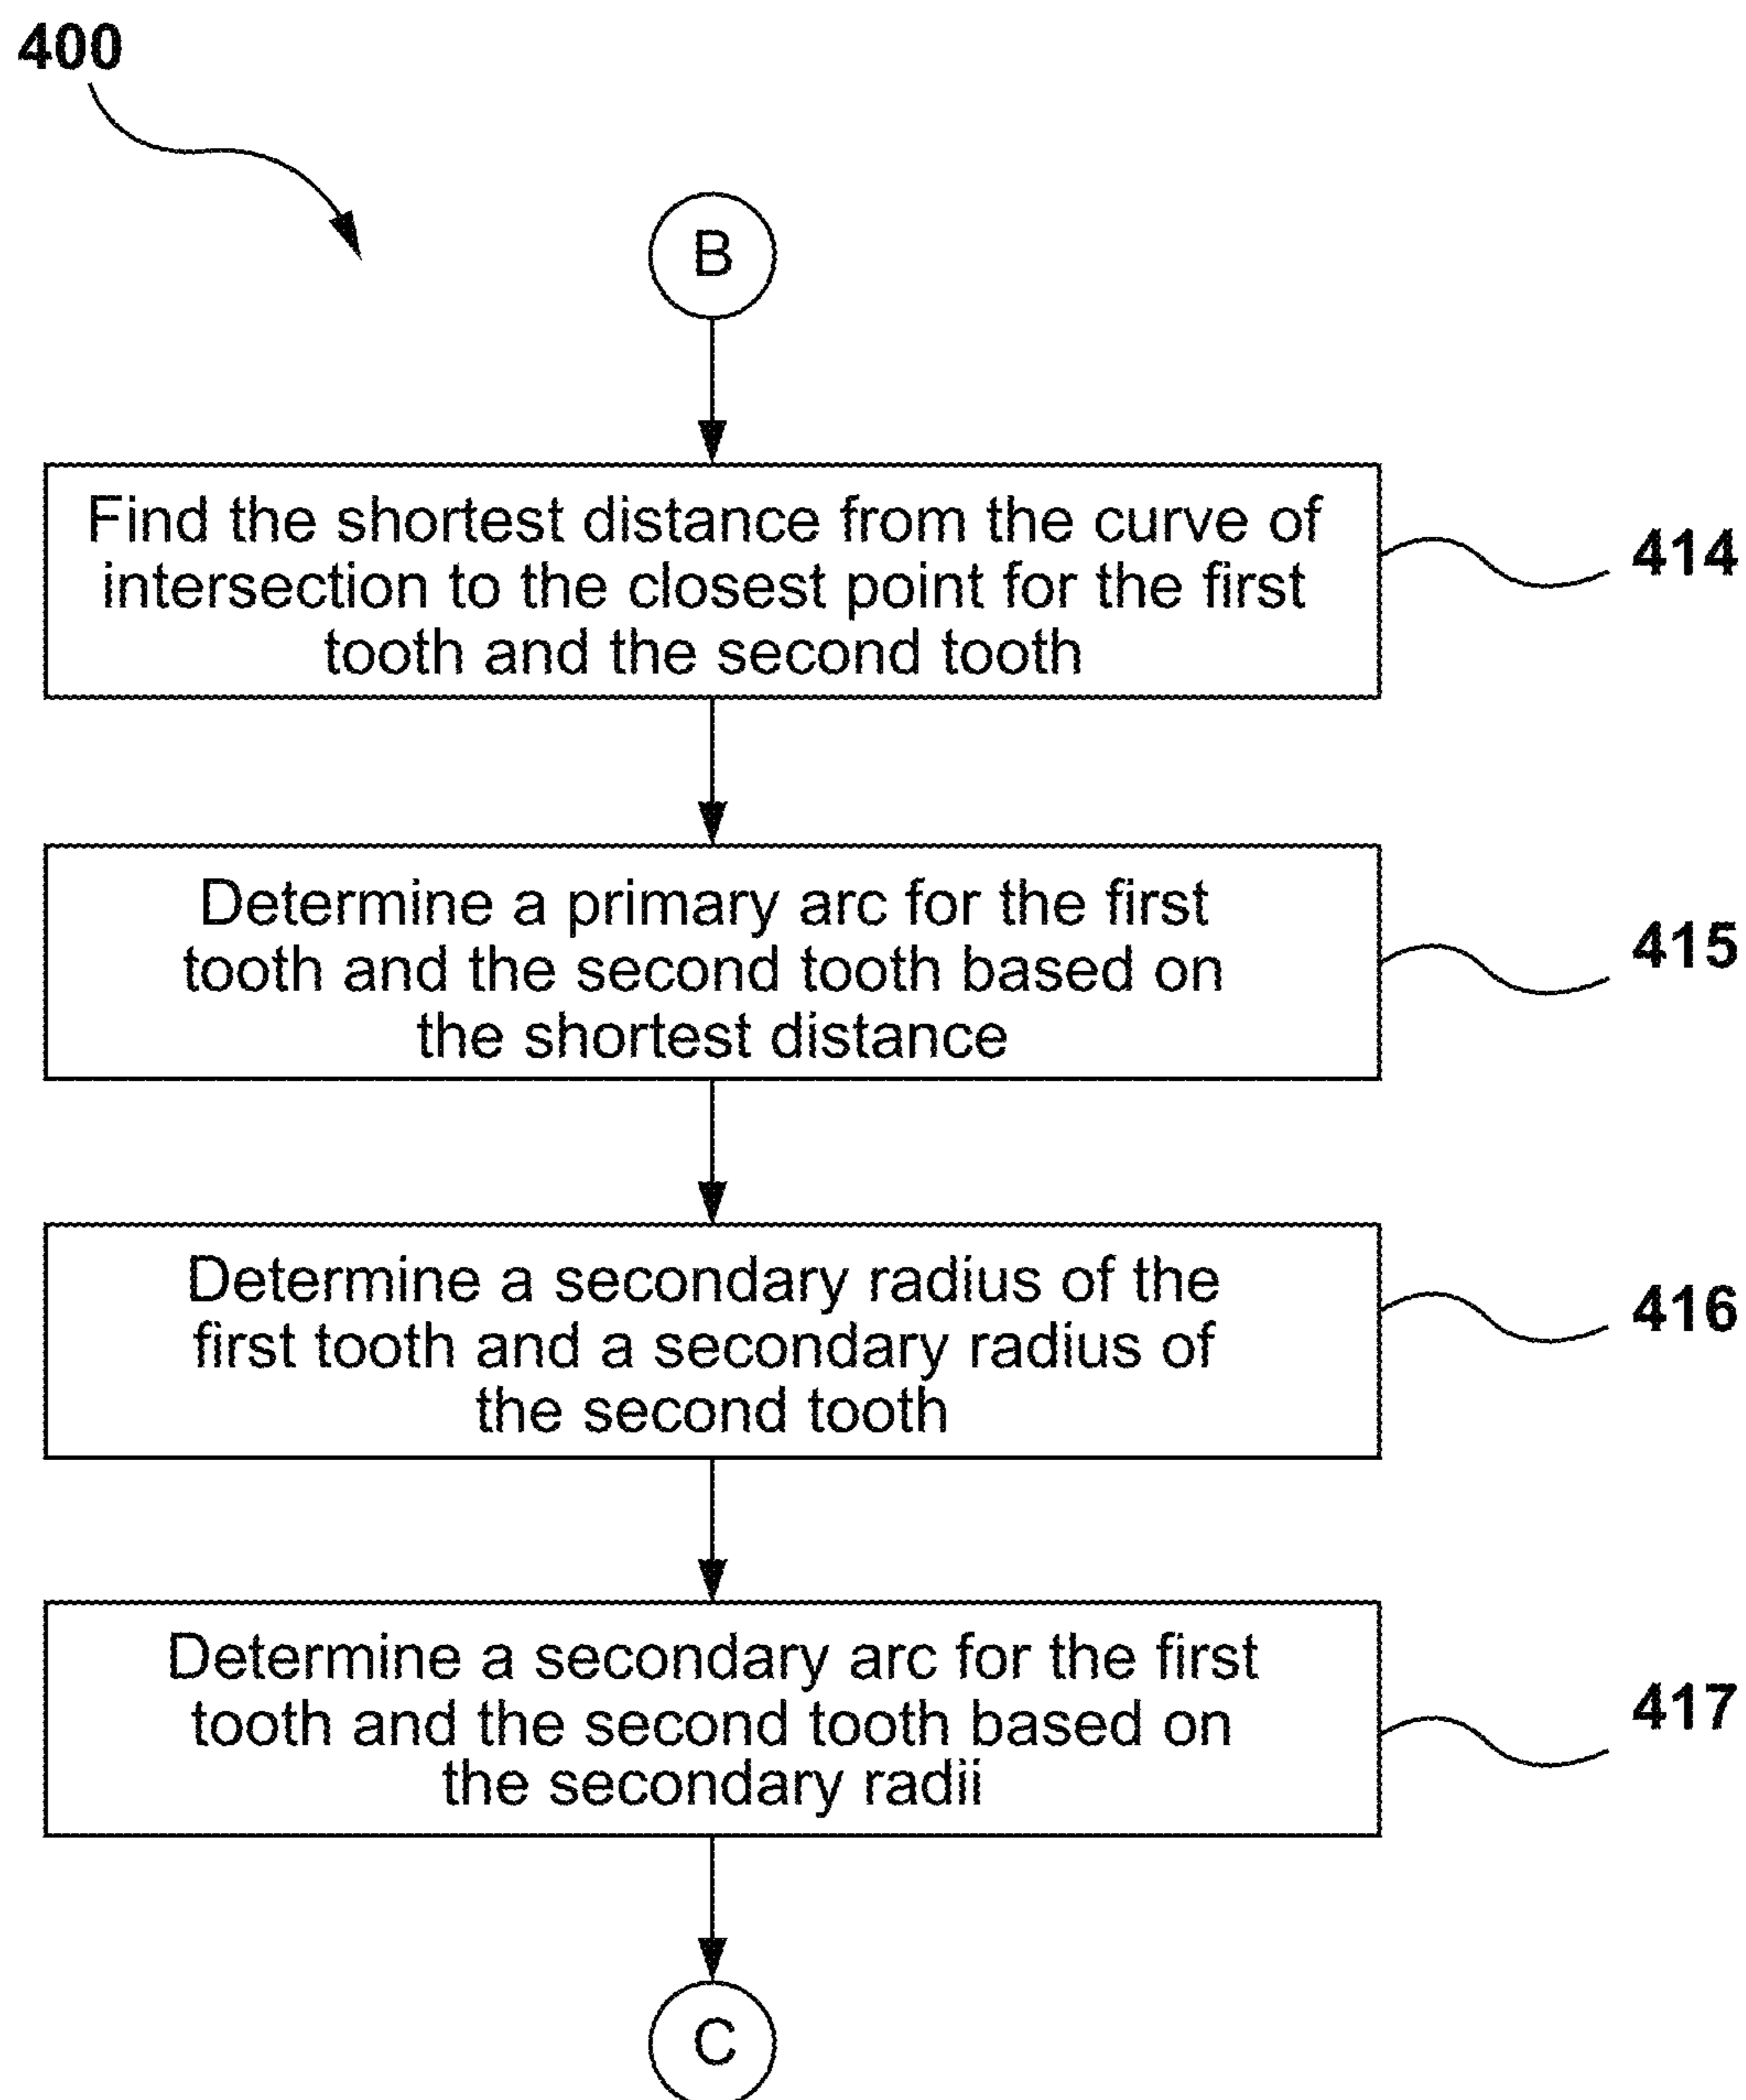 400
B
Find the shortest distance from the curve of
intersection to the closest point for the first
tooth and the second tooth
414
Determine a primary arc for the first
tooth and the second tooth based on
the shortest distance
415
Determine a secondary radius of the
first tooth and a secondary radius of
the second tooth
416
Determine a secondary arc for the first
tooth and the second tooth based on
the secondary radii
417
C